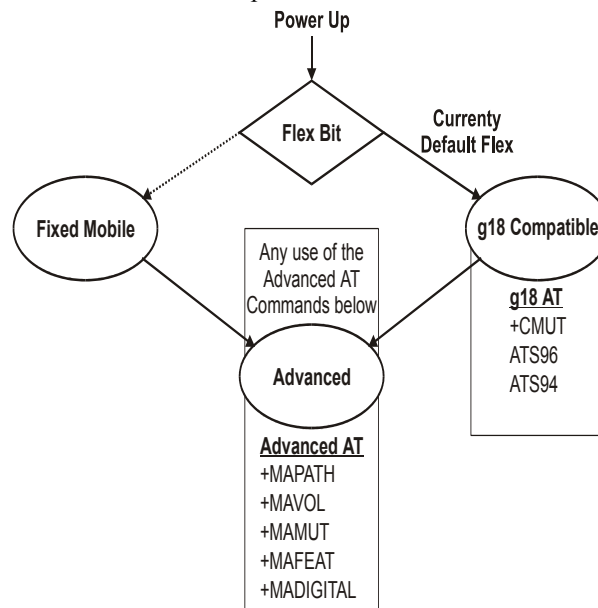 Power Up
Flex Bit
Currenty
Default Flex
Fixed Mobile
g18 Compatible
Any use of the
Advanced AT
Commands below
g18 AT
+CMUT
ATS96
ATS94
Advanced
Advanced AT
+MAPATH
+MAVOL
+MAMUT
+MAFEAT
+MADIGITAL